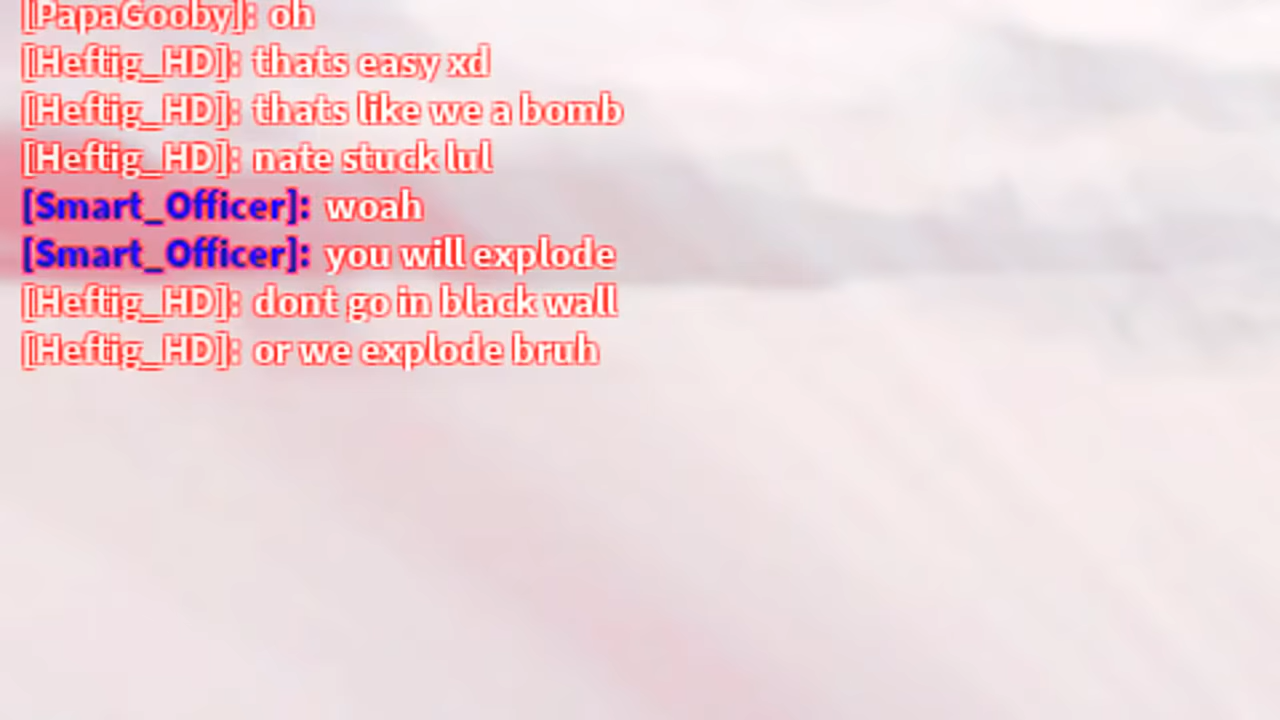 [PapaGooby]: oh
[Heftig_HD]: thats easy xd
[Heftig_HD]: thats like we a bomb
[Heftig_HD]: nate stuck lul
[Smart_Officer]: woah
[Smart_Officer]: you will explode
[Heftig_HD]: dont go in black wall
[Heftig_HD]: or we explode bruh